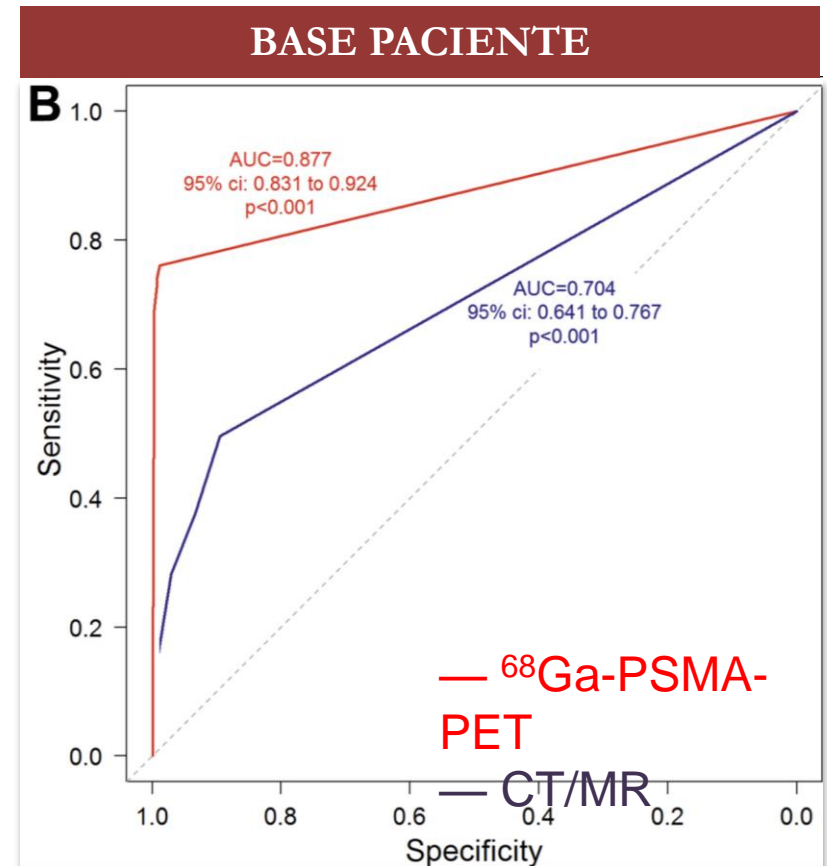 BASE PACIENTE
B
1.0
AUC=0.877
95% ci: 0.831 to 0.924
p<0.001
0.8
AUC=0.704
95% ci: 0.641 to 0.767
p<0.001
0.6
Sensitivity
0.4
0.2
— ⁶⁸Ga-PSMA-
PET
0.0
— CT/MR
1.0 0.8 0.6 0.4 0.2 0.0
Specificity